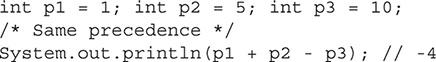 int p1 = 1; int p2 = 5; int p3 = 10;
/* Same precedence */
System.out.println(p1 + p2 - p3); // -4